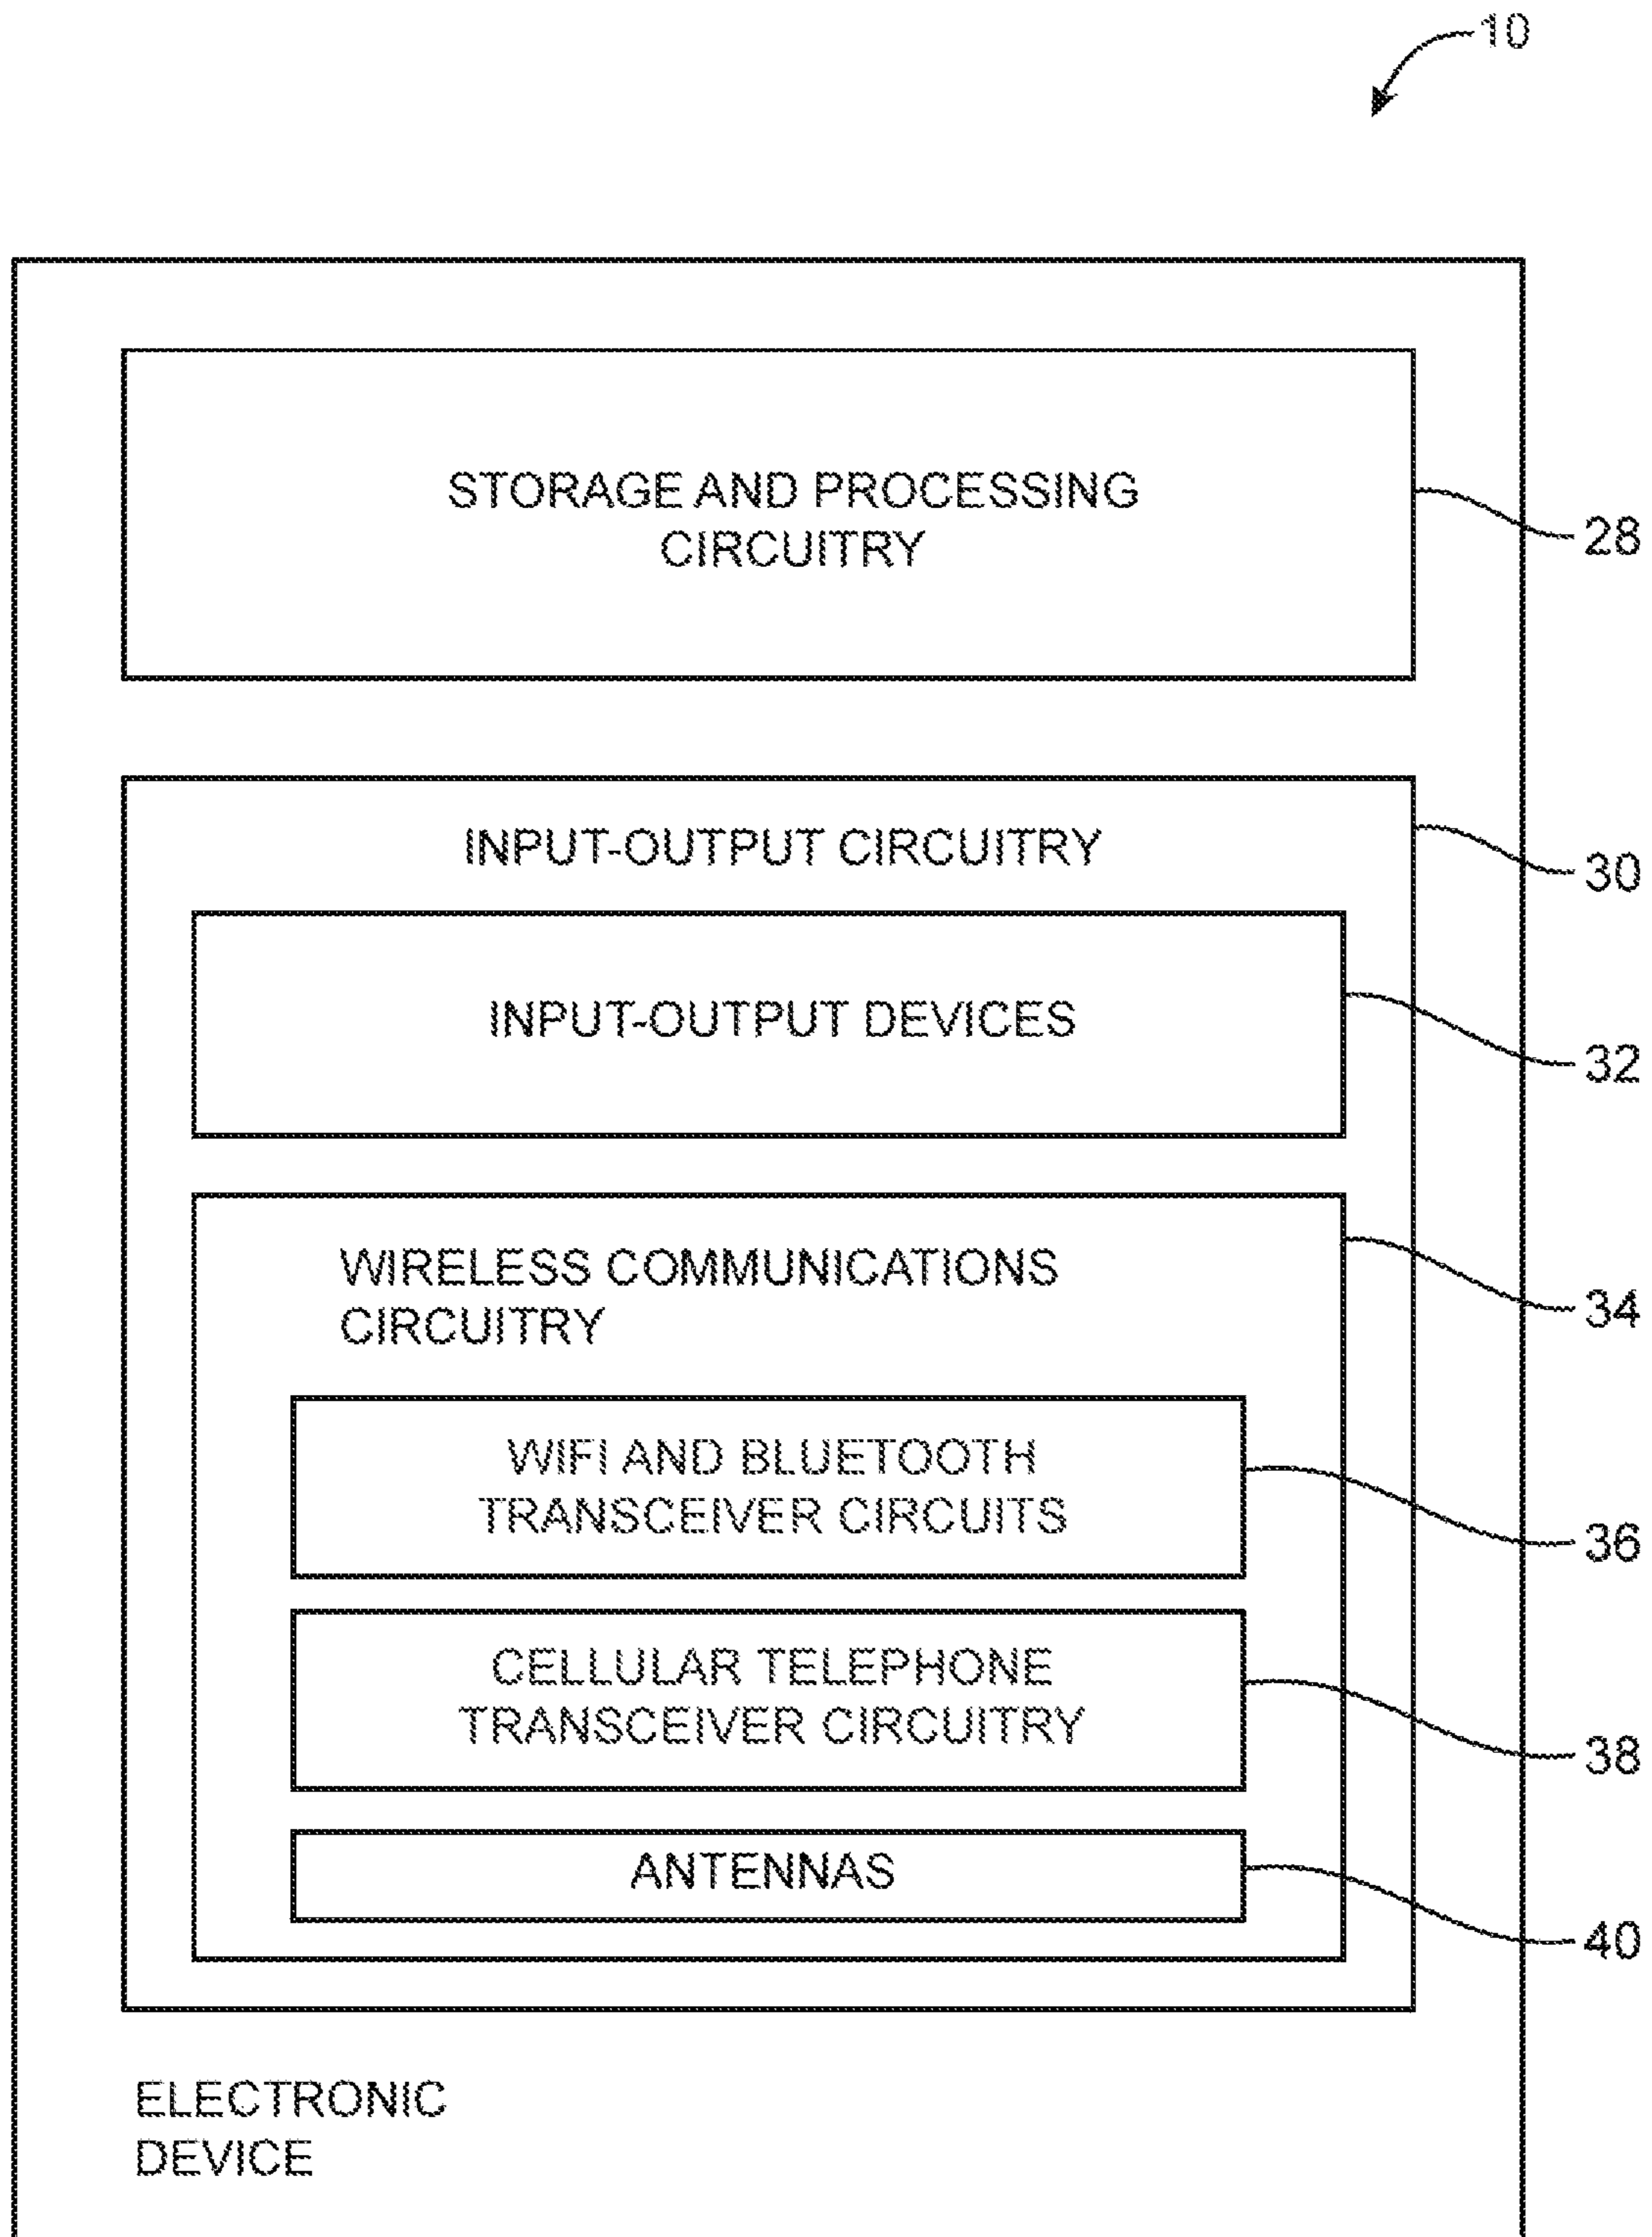 10
STORAGE AND PROCESSING
CIRCUITRY
28
INPUT-OUTPUT CIRCUITRY
30
INPUT-OUTPUT DEVICES
32
WIRELESS COMMUNICATIONS
CIRCUITRY
34
WIFI AND BLUETOOTH
TRANSCEIVER CIRCUITS
36
CELLULAR TELEPHONE
TRANSCEIVER CIRCUITRY
38
ANTENNAS
40
ELECTRONIC
DEVICE